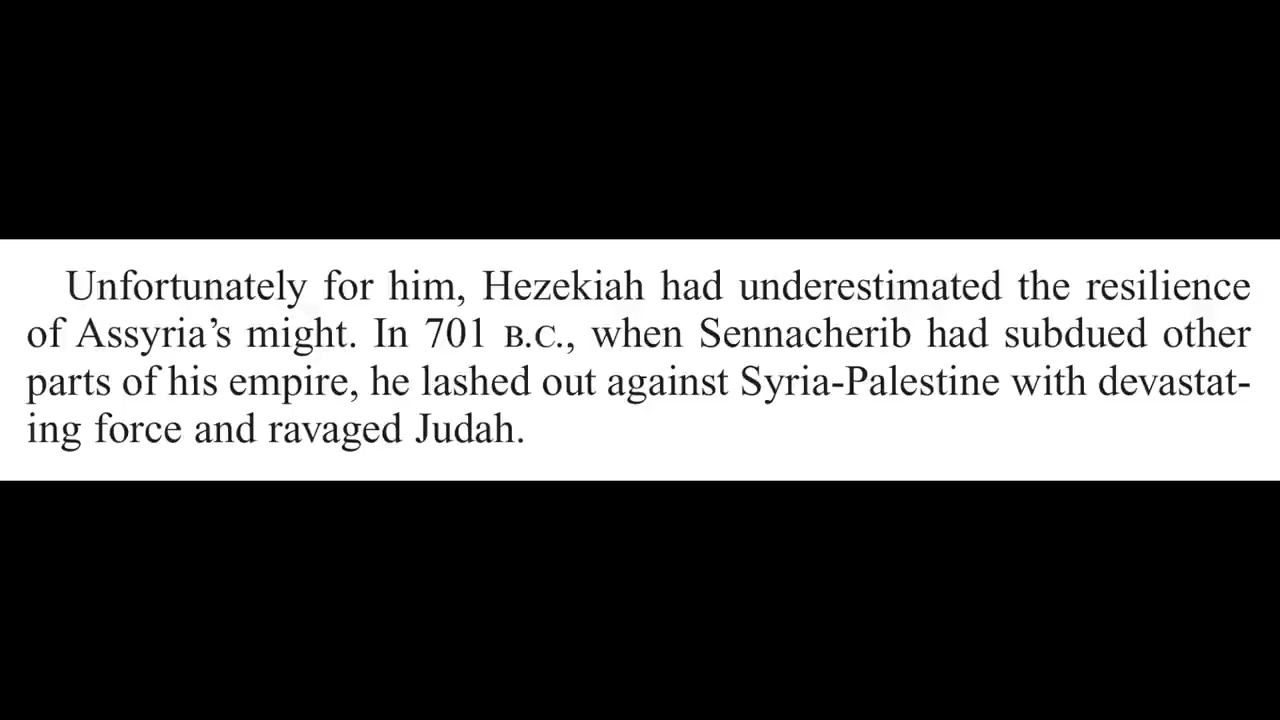 Unfortunately for him, Hezekiah had underestimated the resilience
of Assyria’s might. In 701 B.C., when Sennacherib had subdued other
parts of his empire, he lashed out against Syria-Palestine with devastat-
ing force and ravaged Judah.